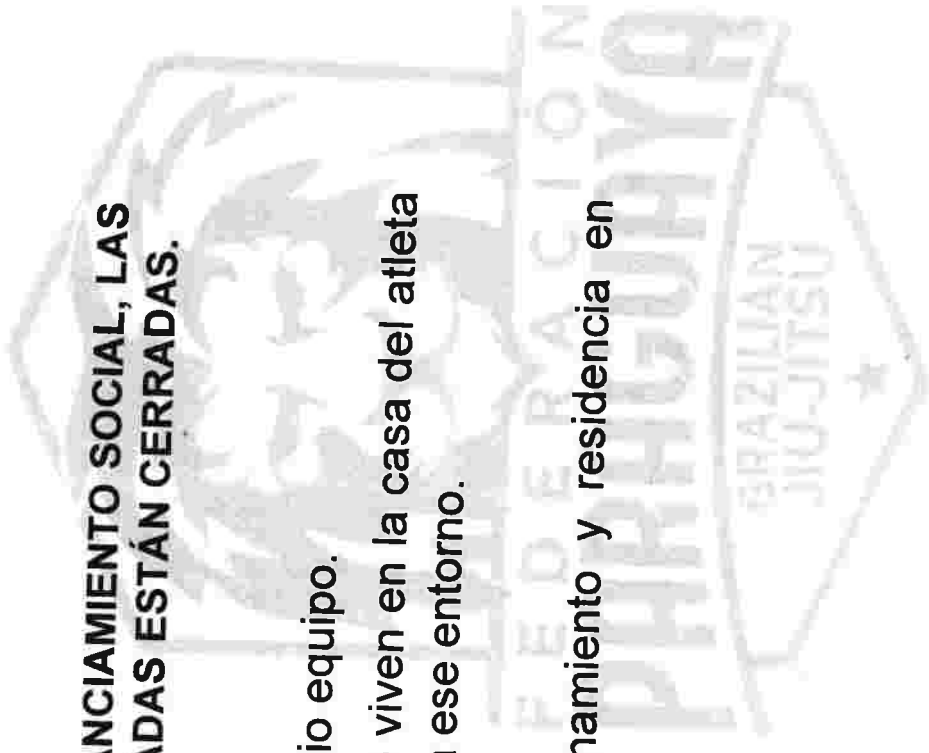 ANCIAMIENTO SOCIAL, LAS
ADAS ESTÁN CERRADAS.
io equipo.
viven en la casa del atleta
ese entorno.
namiento y residencia en
FEDERACION
PARAGUAYA
BRAZILIAN
JIU-JITSU